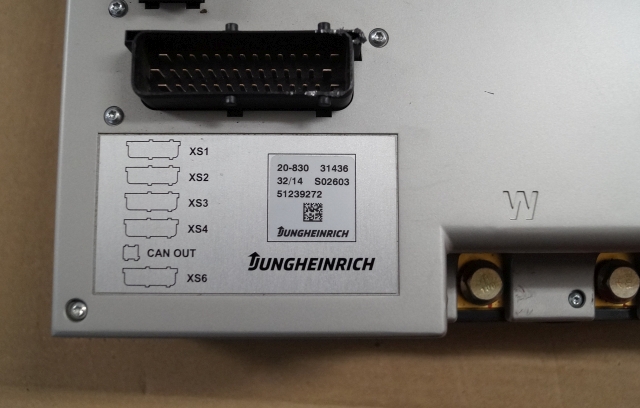 XS1
XS2
XS3
XS4
CAN OUT
XS6
20-830 31436
32/14 S02603
51239272
JUNGHEINRICH
JUNGHEINRICH
W